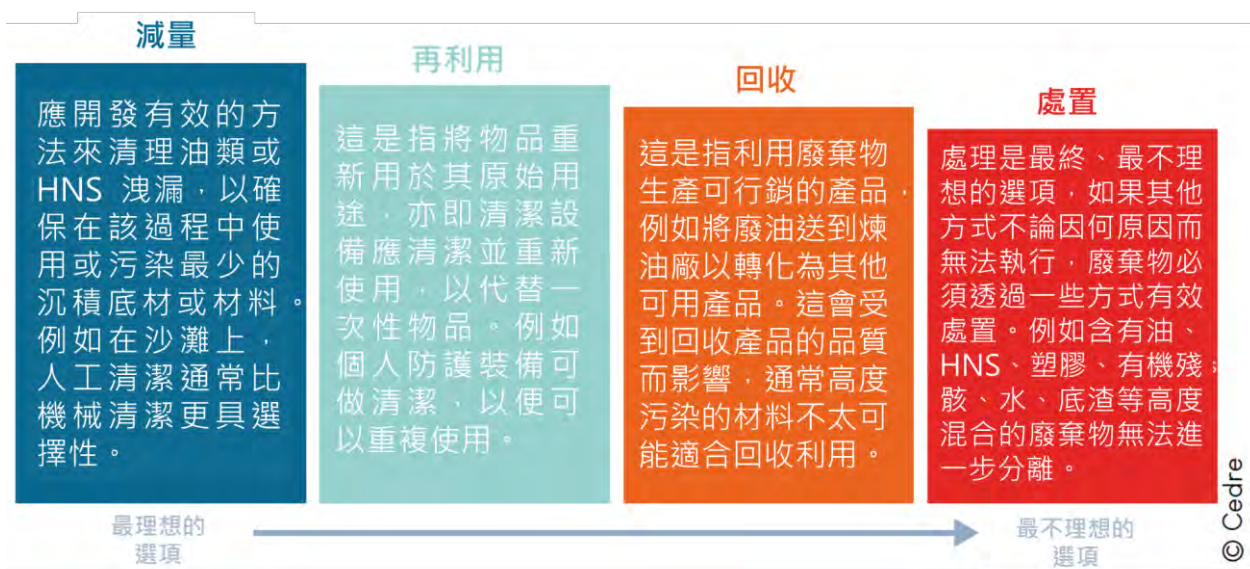 減量
應開發有效的方
法來清理油類或
HNS 洩漏，以確
保在該過程中使
用或污染最少的
沉積底材或材料。
例如在沙灘上，
人工清潔通常比
機械清潔更具選
擇性。
再利用
這是指將物品重
新用於其原始用
途，亦即清潔設
備應清潔並重新
使用，以代替一
次性物品。例如
個人防護裝備可
做清潔、以便可
以重複使用。
回收
這是指利用廢棄物
生產可行銷的產品，
例如將廢油送到煉
油廠以轉化為其他
可用產品。這會受
到回收產品的品質
而影響，通常高度
污染的材料不太可
能適合回收利用。
處置
處理是最終、最不理
想的選項，如果其他
方式不論因何原因而
無法執行，廢棄物必
須透過一些方式有效
處置。例如含有油、
HNS、塑膠、有機殘
骸、水、底渣等高度
混合的廢棄物無法進
一步分離。
最理想的
選項
最不理想的
選項
© Cedre